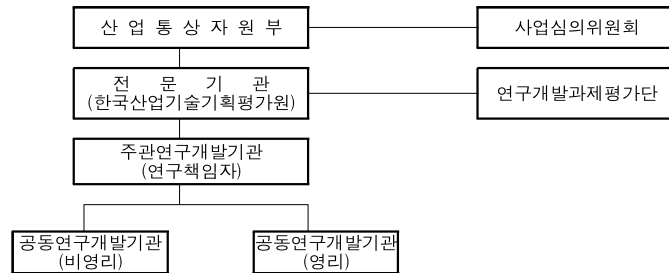 산 업 통 상 자 원 부
사업심의위원회
전 문 기 관
(한국산업기술기획평가원)
연구개발과제평가단
주관연구개발기관
(연구책임자)
공동연구개발기관
(비영리)
공동연구개발기관
(영리)